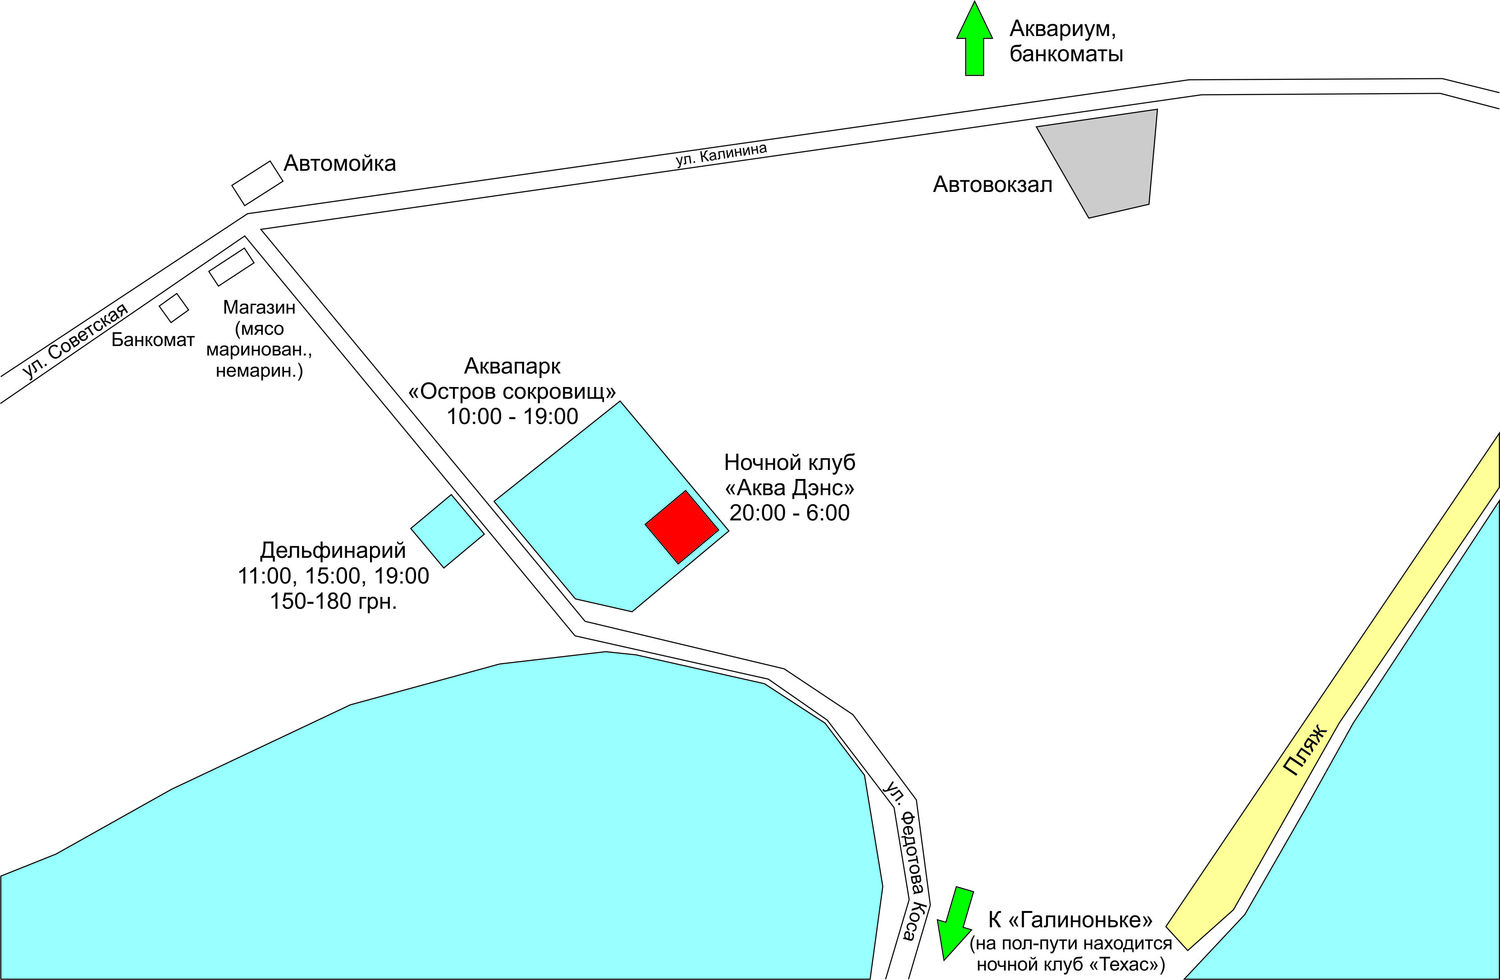 Аквариум,
банкоматы
ул. Калинина
Автомойка
Автовокзал
ул. Советская
Магазин
(мясо
маринован.,
немарин.)
Банкомат
Аквапарк
«Остров сокровищ»
10:00 - 19:00
Ночной клуб
«Аква Дэнс»
20:00 - 6:00
Дельфинарий
11:00, 15:00, 19:00
150-180 грн.
Пляж
ул. Федотова Коса
К «Галиноньке»
(на пол-пути находится
ночной клуб «Техас»)